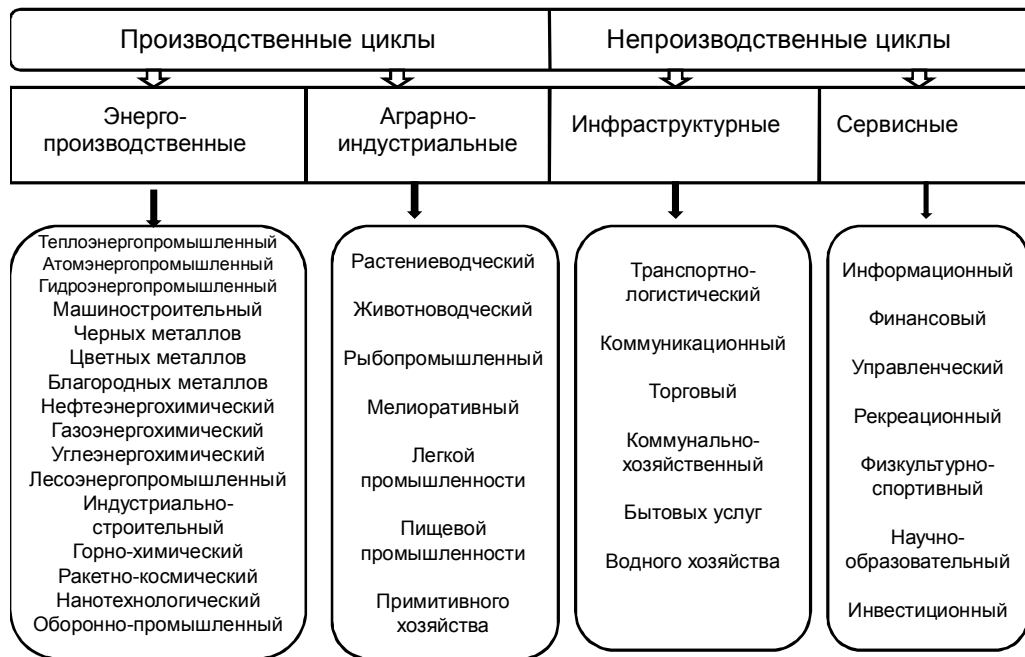 Производственные циклы
Непроизводственные циклы
Энерго-
производственные
Аграрно-
индустриальные
Инфраструктурные
Сервисные
Теплоэнергопромышленный
Атомэнергопромышленный
Гидроэнергопромышленный
Машиностроительный
Черных металлов
Цветных металлов
Благородных металлов
Нефтеэнергохимический
Газоэнергохимический
Углеэнергохимический
Лесоэнергопромышленный
Индустриально-
строительный
Горно-химический
Ракетно-космический
Нанотехнологический
Оборонно-промышленный
Растениеводческий
Животноводческий
Рыбопромышленный
Мелиоративный
Легкой
промышленности
Пищевой
промышленности
Примитивного
хозяйства
Транспортно-
логистический
Коммуникационный
Торговый
Коммунально-
хозяйственный
Бытовых услуг
Водного хозяйства
Информационный
Финансовый
Управленческий
Рекреационный
Физкультурно-
спортивный
Научно-
образовательный
Инвестиционный